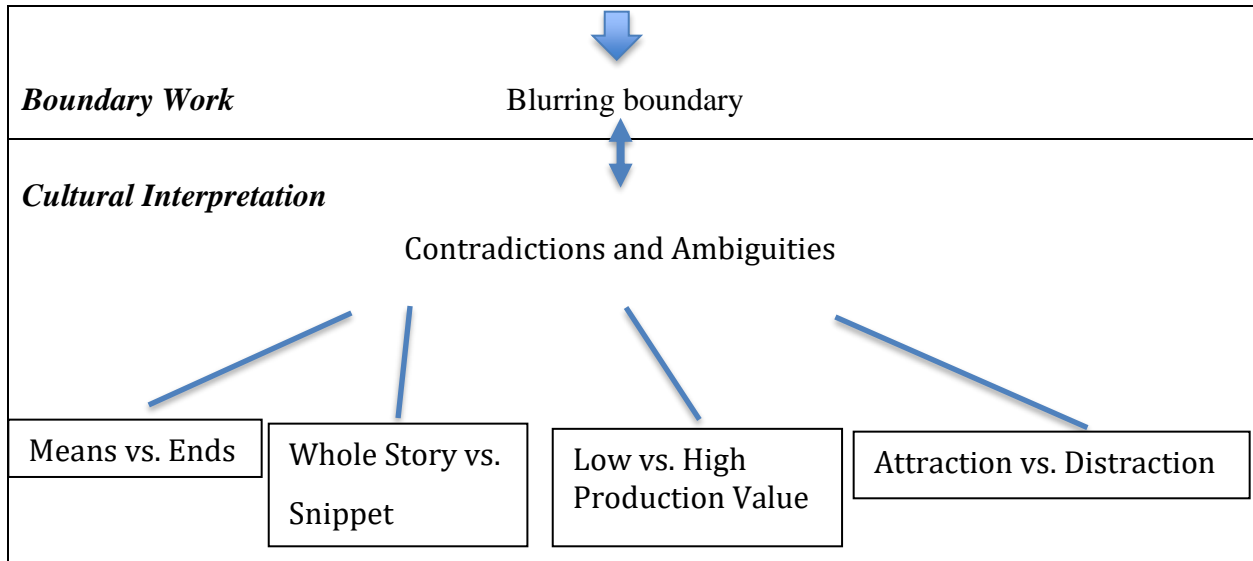 Boundary Work
Blurring boundary
Cultural Interpretation
Contradictions and Ambiguities
Means vs. Ends
Whole Story vs.
Snippet
Low vs. High
Production Value
Attraction vs. Distraction